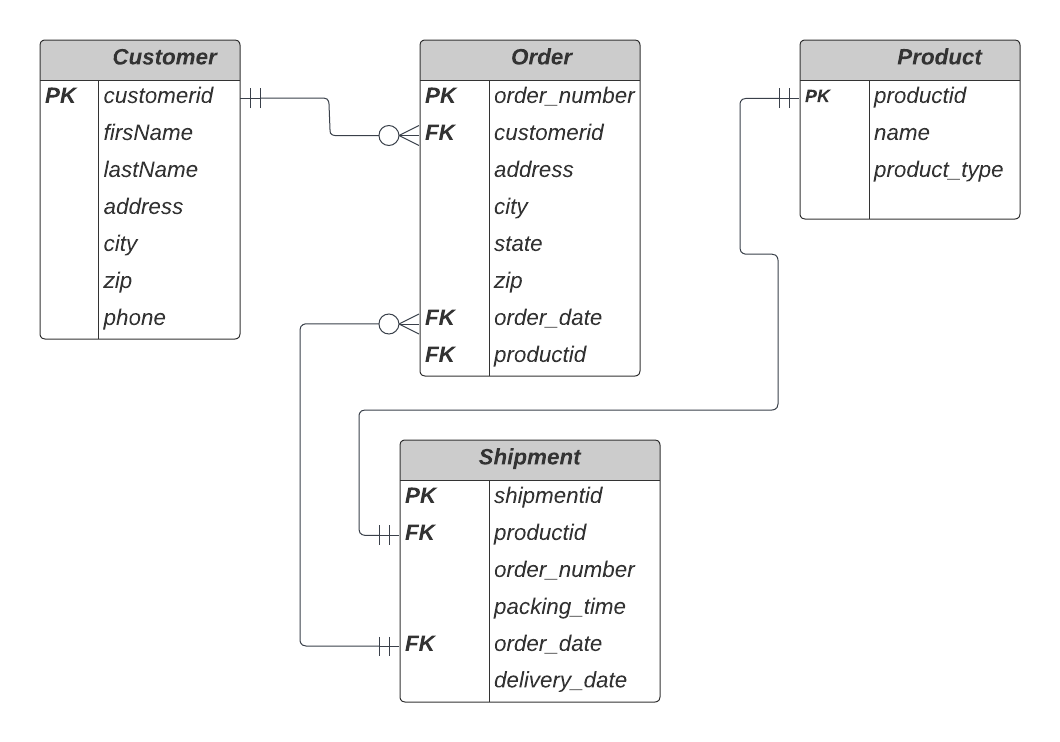 Customer
PK customerid
firsName
lastName
address
city
zip
phone
Order
PK order_number
FK customerid
address
city
state
zip
FK order_date
FK productid
Product
PK productid
name
product_type
Shipment
PK shipmentid
FK productid
order_number
packing_time
FK order_date
delivery_date